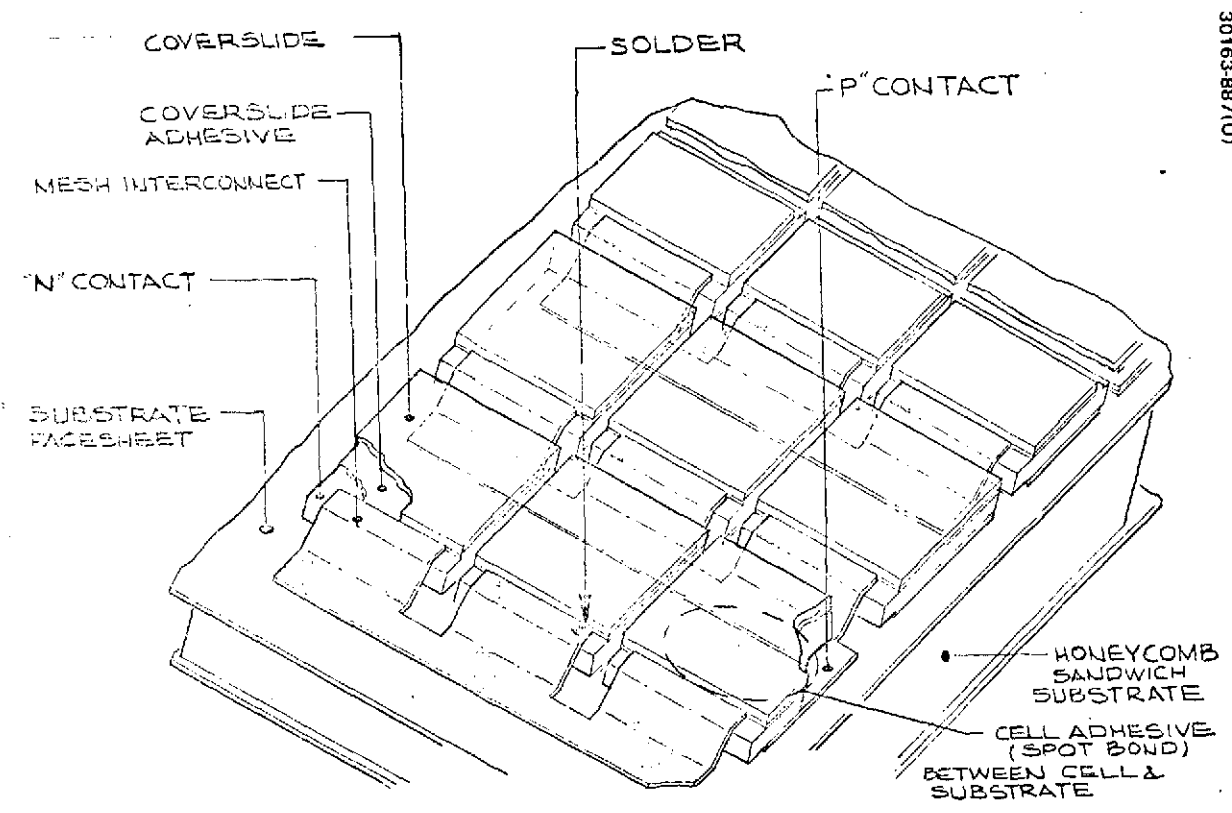 30163-887(U)
COVERSLIDE
SOLDER
"P" CONTACT
COVERSLIDE
ADHESIVE
MESH INTERCONNECT
"N" CONTACT
SUBSTRATE
FACESHEET
HONEYCOMB
SANDWICH
SUBSTRATE
CELL ADHESIVE
(SPOT BOND)
BETWEEN CELL &
SUBSTRATE